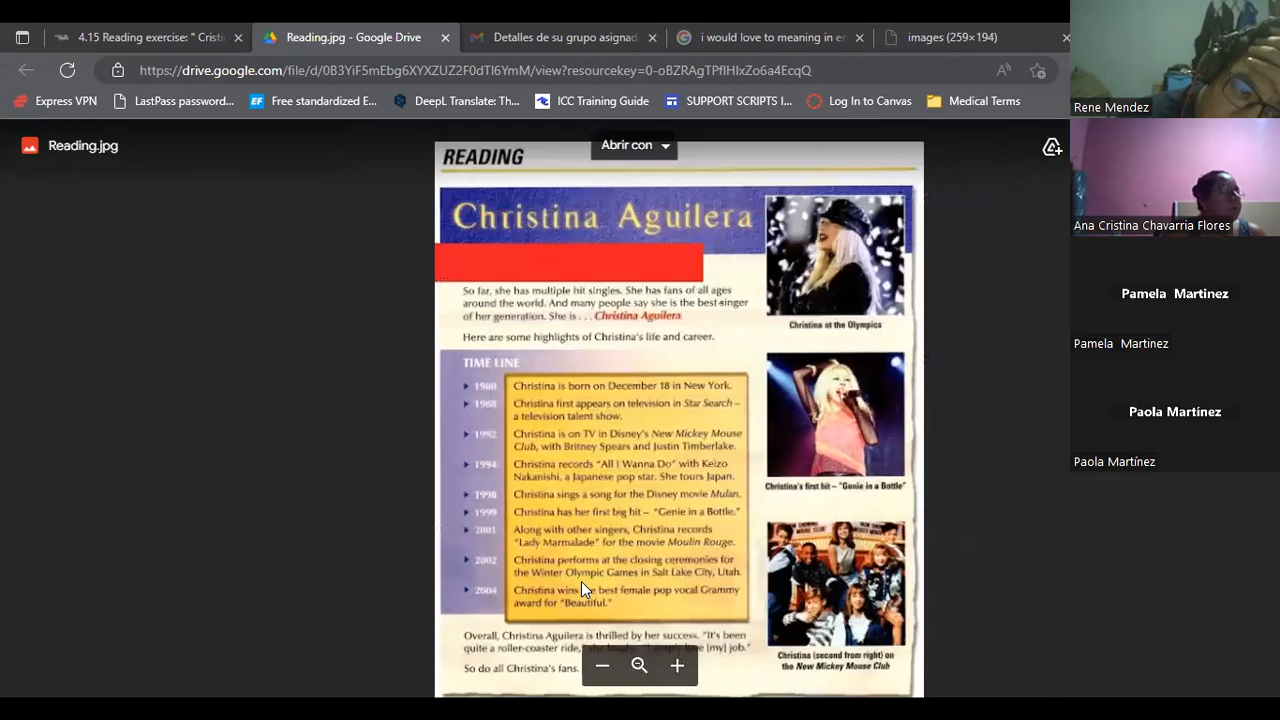 4.15 Reading exercise: " Cristi
Reading.jpg - Google Drive
Detalles de su grupo asignad
i would love to meaning in e
images (259×194)
https://drive.google.com/file/d/0B3YiF5mEbg6XYXZUZ2F0dTl6YmM/view?resourcekey=0-oBZRAgTPflHlxZo6a4EcqQ
Express VPN
LastPass password...
Free standardized E...
DeepL Translate: Th...
ICC Training Guide
SUPPORT SCRIPTS I...
Log In to Canvas
Medical Terms
Reading.jpg
Abrir con
READING
Christina Aguilera
So far, she has multiple hit singles. She has fans of all ages
around the world. And many people say she is the best singer
of her generation. She is . . . Christina Aguilera.
Here are some highlights of Christina's life and career.
TIME LINE
1980 Christina is born on December 18 in New York.
1988 Christina first appears on television in Star Search –
a television talent show.
1992 Christina is on TV in Disney's New Mickey Mouse
Club, with Britney Spears and Justin Timberlake.
1994 Christina records "All I Wanna Do" with Keizo
Nakanishi, a Japanese pop star. She tours Japan.
1998 Christina sings a song for the Disney movie Mulan.
1999 Christina has her first big hit – "Genie in a Bottle."
2001 Along with other singers, Christina records
"Lady Marmalade" for the movie Moulin Rouge.
2002 Christina performs at the closing ceremonies for
the Winter Olympic Games in Salt Lake City, Utah.
2004 Christina wins best female pop vocal Grammy
award for "Beautiful."
Overall, Christina Aguilera is thrilled by her success. "It's been
quite a roller-coaster ride, [my] job."
So do all Christina's fans.
Christina at the Olympics
Christina's first hit – "Genie in a Bottle"
Christina (second from right) on
the New Mickey Mouse Club
Rene Mendez
Ana Cristina Chavarria Flores
Pamela Martinez
Pamela Martinez
Paola Martínez
Paola Martínez